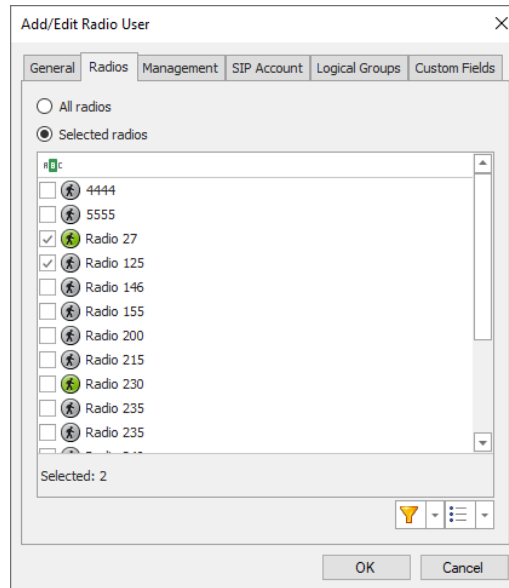 Add/Edit Radio User
General Radios Management SIP Account Logical Groups Custom Fields
All radios
Selected radios
ABC
4444
5555
Radio 27
Radio 125
Radio 146
Radio 155
Radio 200
Radio 215
Radio 230
Radio 235
Radio 235
Selected: 2
OK Cancel